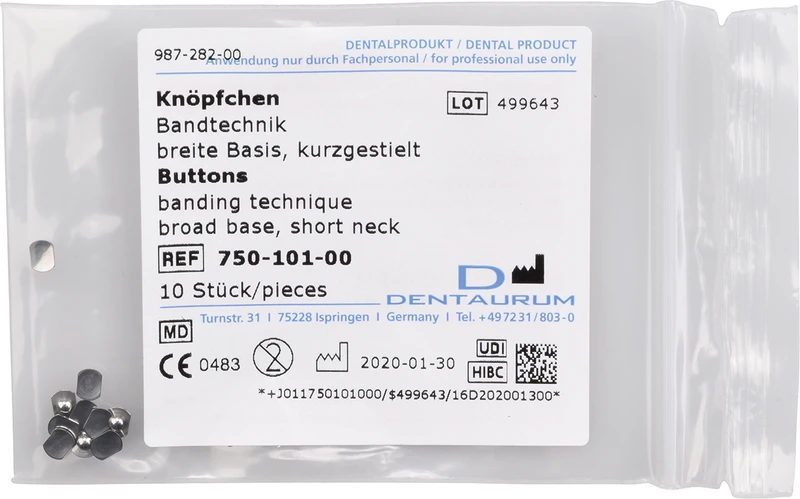 DENTALPRODUKT / DENTAL PRODUCT
987-282-00
Anwendung nur durch Fachpersonal / for professional use only
Knöpfchen
LOT 499643
Bandtechnik
breite Basis, kurzgestielt
Buttons
banding technique
broad base, short neck
REF 750-101-00
D
10 Stück/pieces
DENTAURUM
Turnstr. 31 I 75228 Ispringen I Germany I Tel. +497231/803-0
MD
CE 0483
2
2020-01-30
UDI
HIBC
*+J011750101000/$499643/16D202001300*